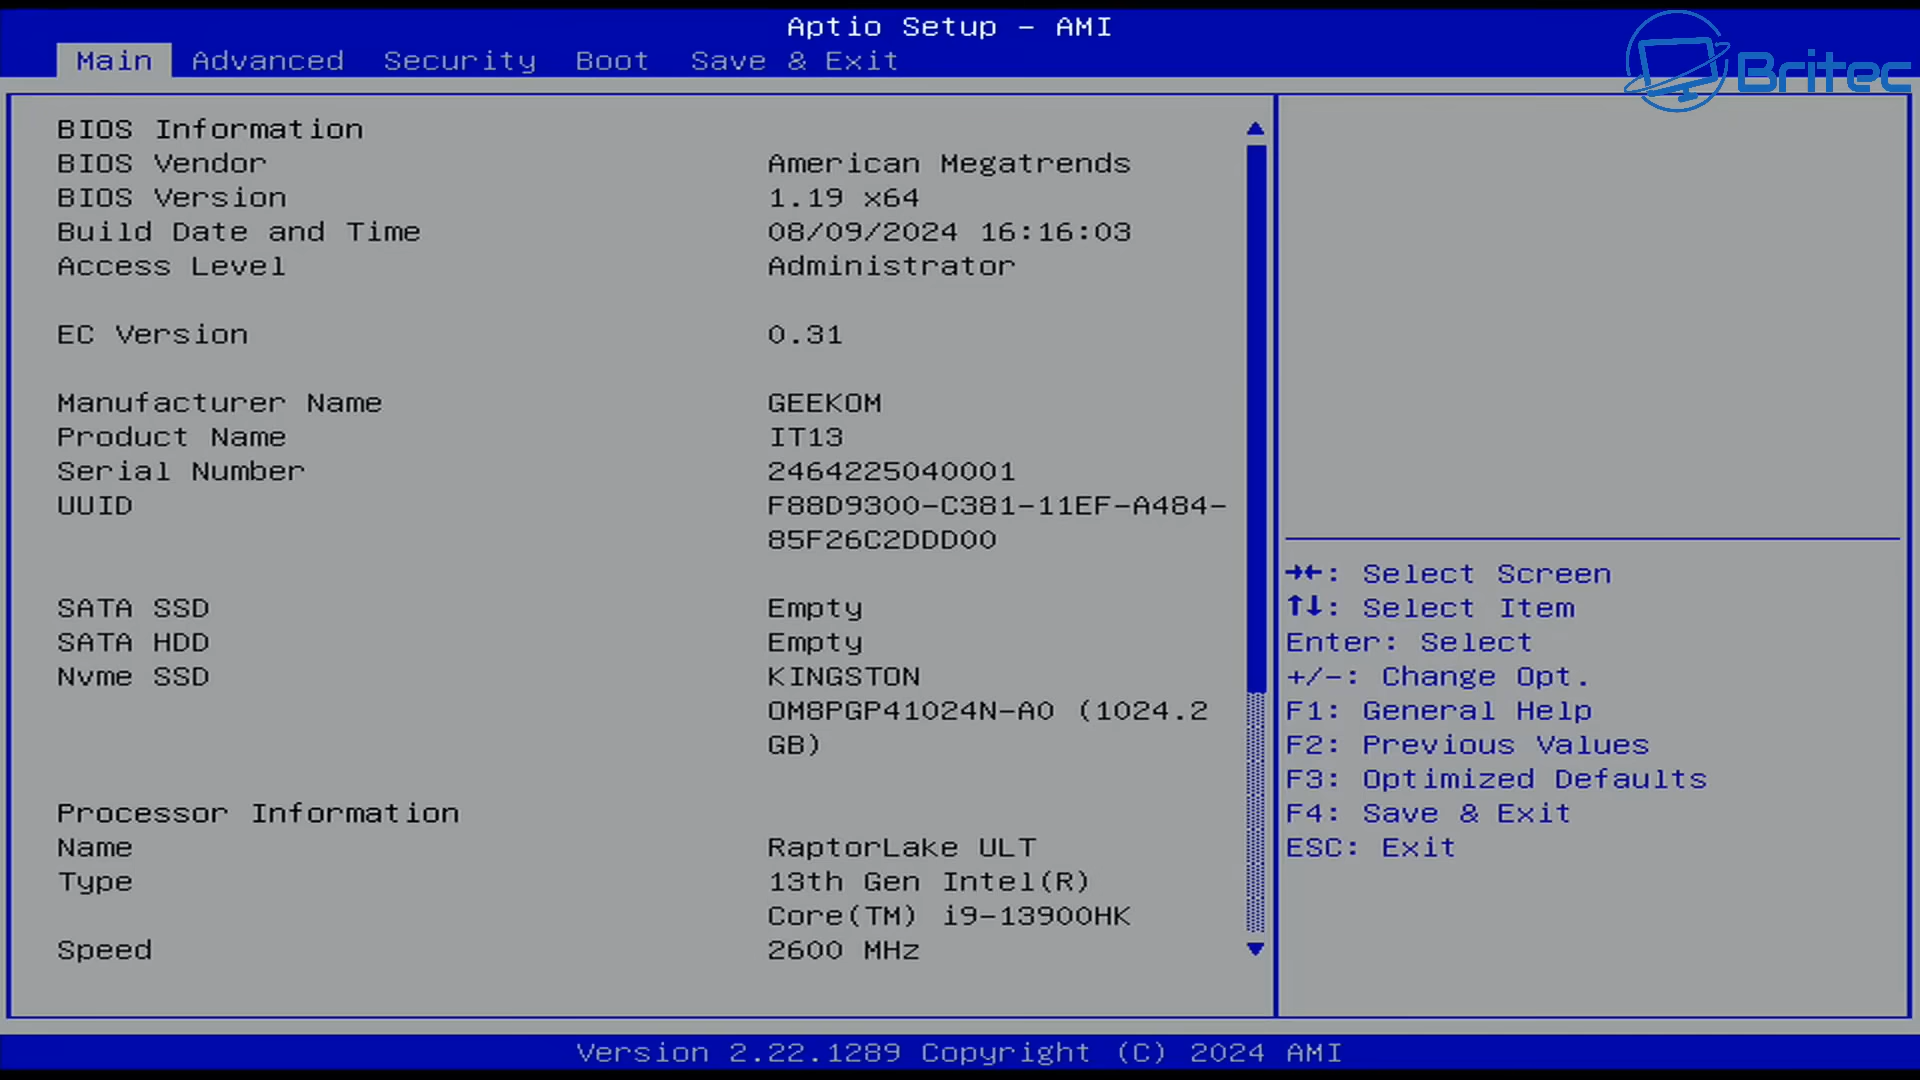 Aptio Setup - AMI
Main Advanced Security Boot Save & Exit
Britec
BIOS Information
BIOS Vendor American Megatrends
BIOS Version 1.19 x64
Build Date and Time 08/09/2024 16:16:03
Access Level Administrator
EC Version 0.31
Manufacturer Name GEEKOM
Product Name IT13
Serial Number 2464225040001
UUID F88D9300-C381-11EF-A484-
85F26C2DDD00
SATA SSD Empty
SATA HDD Empty
Nvme SSD KINGSTON
OM8PGP41024N-A0 (1024.2
GB)
Processor Information
Name RaptorLake ULT
Type 13th Gen Intel(R)
Core(TM) i9-13900HK
Speed 2600 MHz
→←: Select Screen
↑↓: Select Item
Enter: Select
+/-: Change Opt.
F1: General Help
F2: Previous Values
F3: Optimized Defaults
F4: Save & Exit
ESC: Exit
Version 2.22.1289 Copyright (C) 2024 AMI